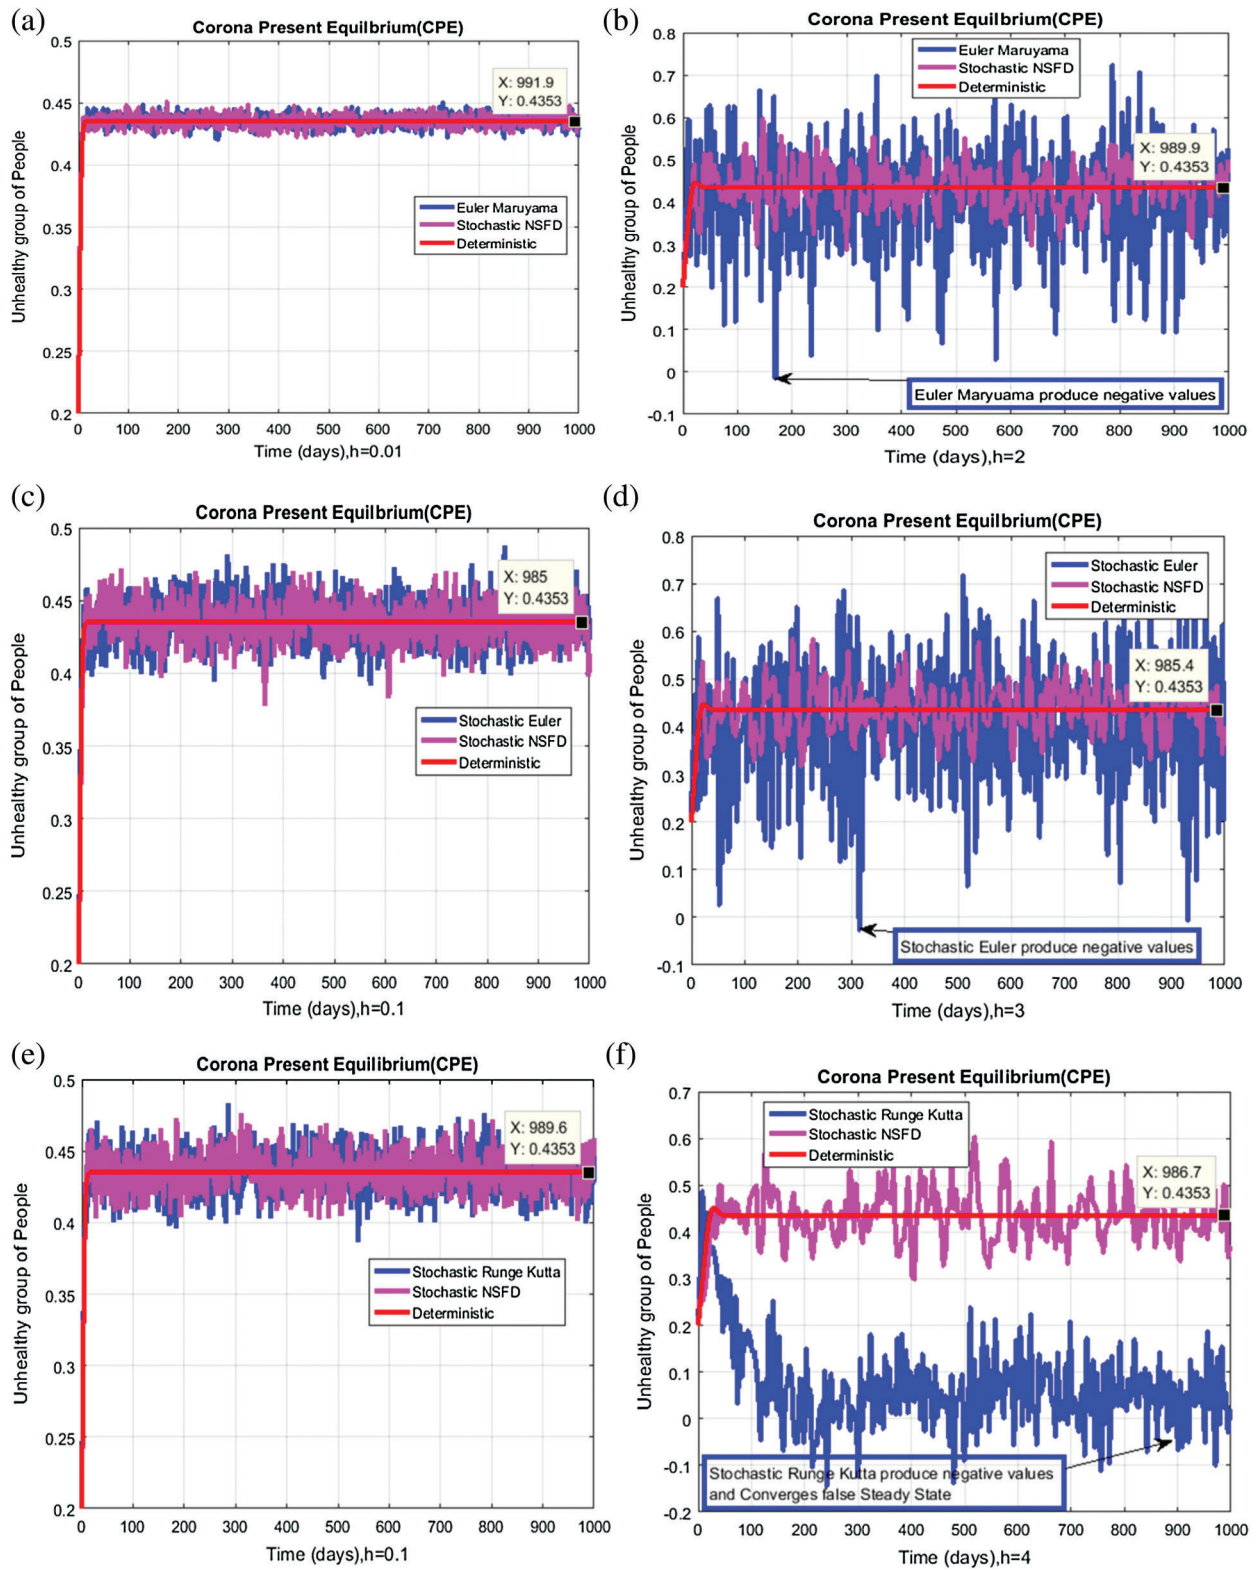 (a)
Corona Present Equilbrium(CPE)
0.5
0.45
0.4
0.35
0.3
0.25
0.2
Unhealthy group of People
X: 991.9
Y: 0.4353
Euler Maruyama
Stochastic NSFD
Deterministic
0 100 200 300 400 500 600 700 800 900 1000
Time (days),h=0.01
(b)
Corona Present Equilbrium(CPE)
0.8
0.7
0.6
0.5
0.4
0.3
0.2
0.1
0
-0.1
Unhealthy group of People
Euler Maruyama
Stochastic NSFD
Deterministic
X: 989.9
Y: 0.4353
Euler Maryuama produce negative values
0 100 200 300 400 500 600 700 800 900 1000
Time (days),h=2
(c)
Corona Present Equilbrium(CPE)
0.5
0.45
0.4
0.35
0.3
0.25
0.2
Unhealthy group of People
X: 985
Y: 0.4353
Stochastic Euler
Stochastic NSFD
Deterministic
0 100 200 300 400 500 600 700 800 900 1000
Time (days),h=0.1
(d)
Corona Present Equilbrium(CPE)
0.8
0.7
0.6
0.5
0.4
0.3
0.2
0.1
0
-0.1
Unhealthy group of People
Stochastic Euler
Stochastic NSFD
Deterministic
X: 985.4
Y: 0.4353
Stochastic Euler produce negative values
0 100 200 300 400 500 600 700 800 900 1000
Time (days),h=3
(e)
Corona Present Equilbrium(CPE)
0.5
0.45
0.4
0.35
0.3
0.25
0.2
Unhealthy group of People
X: 989.6
Y: 0.4353
Stochastic Runge Kutta
Stochastic NSFD
Deterministic
0 100 200 300 400 500 600 700 800 900 1000
Time (days),h=0.1
(f)
Corona Present Equilbrium(CPE)
0.7
0.6
0.5
0.4
0.3
0.2
0.1
0
-0.1
-0.2
Unhealthy group of People
Stochastic Runge Kutta
Stochastic NSFD
Deterministic
X: 986.7
Y: 0.4353
Stochastic Runge Kutta produce negative values
and Converges false Steady State
0 100 200 300 400 500 600 700 800 900 1000
Time (days),h=4